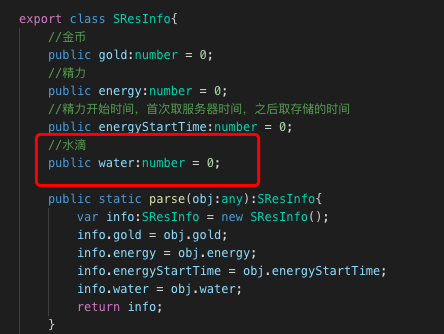 export class SResInfo{
//金币
public gold:number = 0;
//精力
public energy:number = 0;
//精力开始时间，首次取服务器时间，之后取存储的时间
public energyStartTime:number = 0;
//水滴
public water:number = 0;
public static parse(obj:any):SResInfo{
var info:SResInfo = new SResInfo();
info.gold = obj.gold;
info.energy = obj.energy;
info.energyStartTime = obj.energyStartTime;
info.water = obj.water;
return info;
}